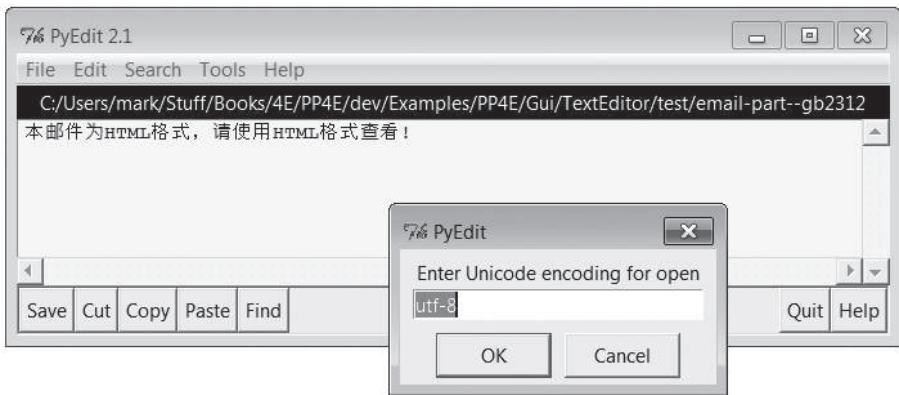 PyEdit 2.1
File Edit Search Tools Help
C:/Users/mark/Stuff/Books/4E/PP4E/dev/Examples/PP4E/Gui/TextEditor/test/email-part--gb2312
本邮件为HTML格式，请使用HTML格式查看！
PyEdit
Enter Unicode encoding for open
utf-8
OK Cancel
Save Cut Copy Paste Find Quit Help